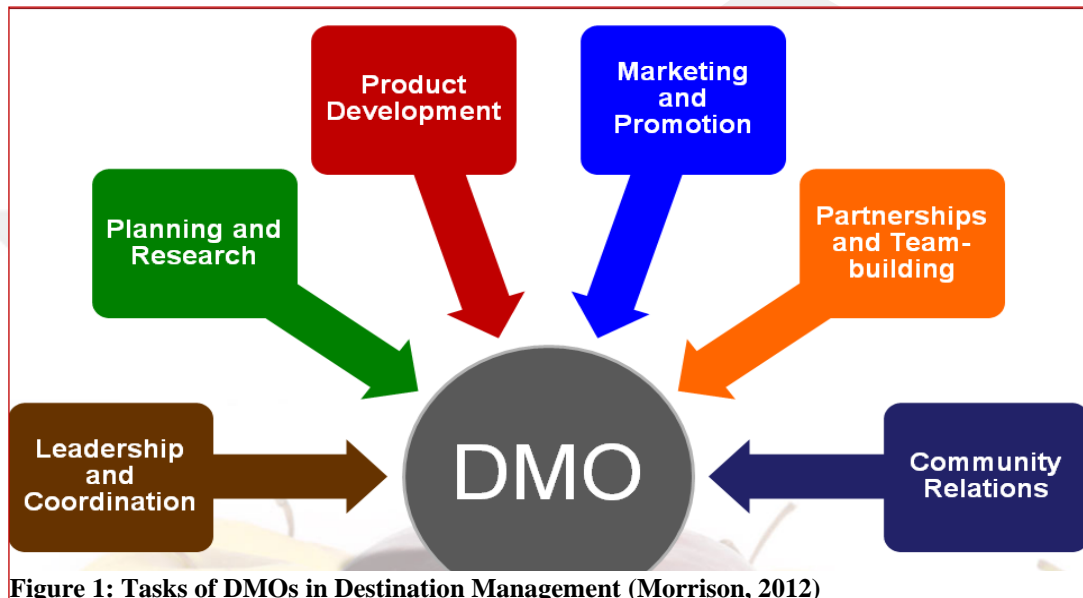 Product
Development
Marketing
and
Promotion
Planning and
Research
Partnerships
and Team-
building
Leadership
and
Coordination
DMO
Community
Relations
Figure 1: Tasks of DMOs in Destination Management (Morrison, 2012)